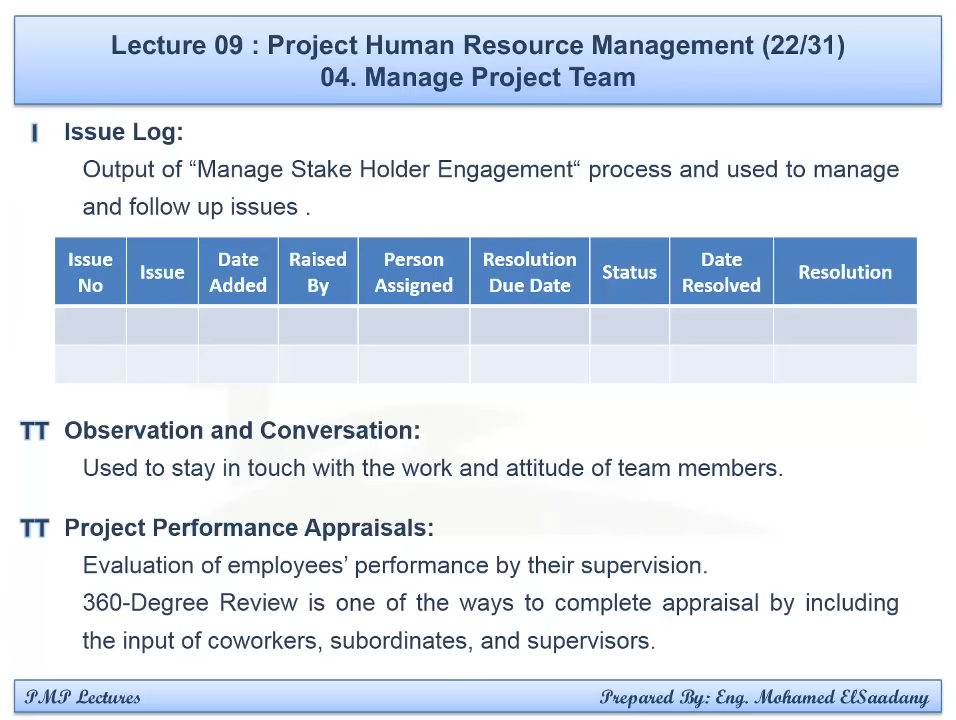 Lecture 09 : Project Human Resource Management (22/31)
04. Manage Project Team
I Issue Log:
Output of “Manage Stake Holder Engagement“ process and used to manage
and follow up issues .
Issue No | Issue | Date Added | Raised By | Person Assigned | Resolution Due Date | Status | Date Resolved | Resolution
TT Observation and Conversation:
Used to stay in touch with the work and attitude of team members.
TT Project Performance Appraisals:
Evaluation of employees’ performance by their supervision.
360-Degree Review is one of the ways to complete appraisal by including
the input of coworkers, subordinates, and supervisors.
PMP Lectures Prepared By: Eng. Mohamed ElSaadany